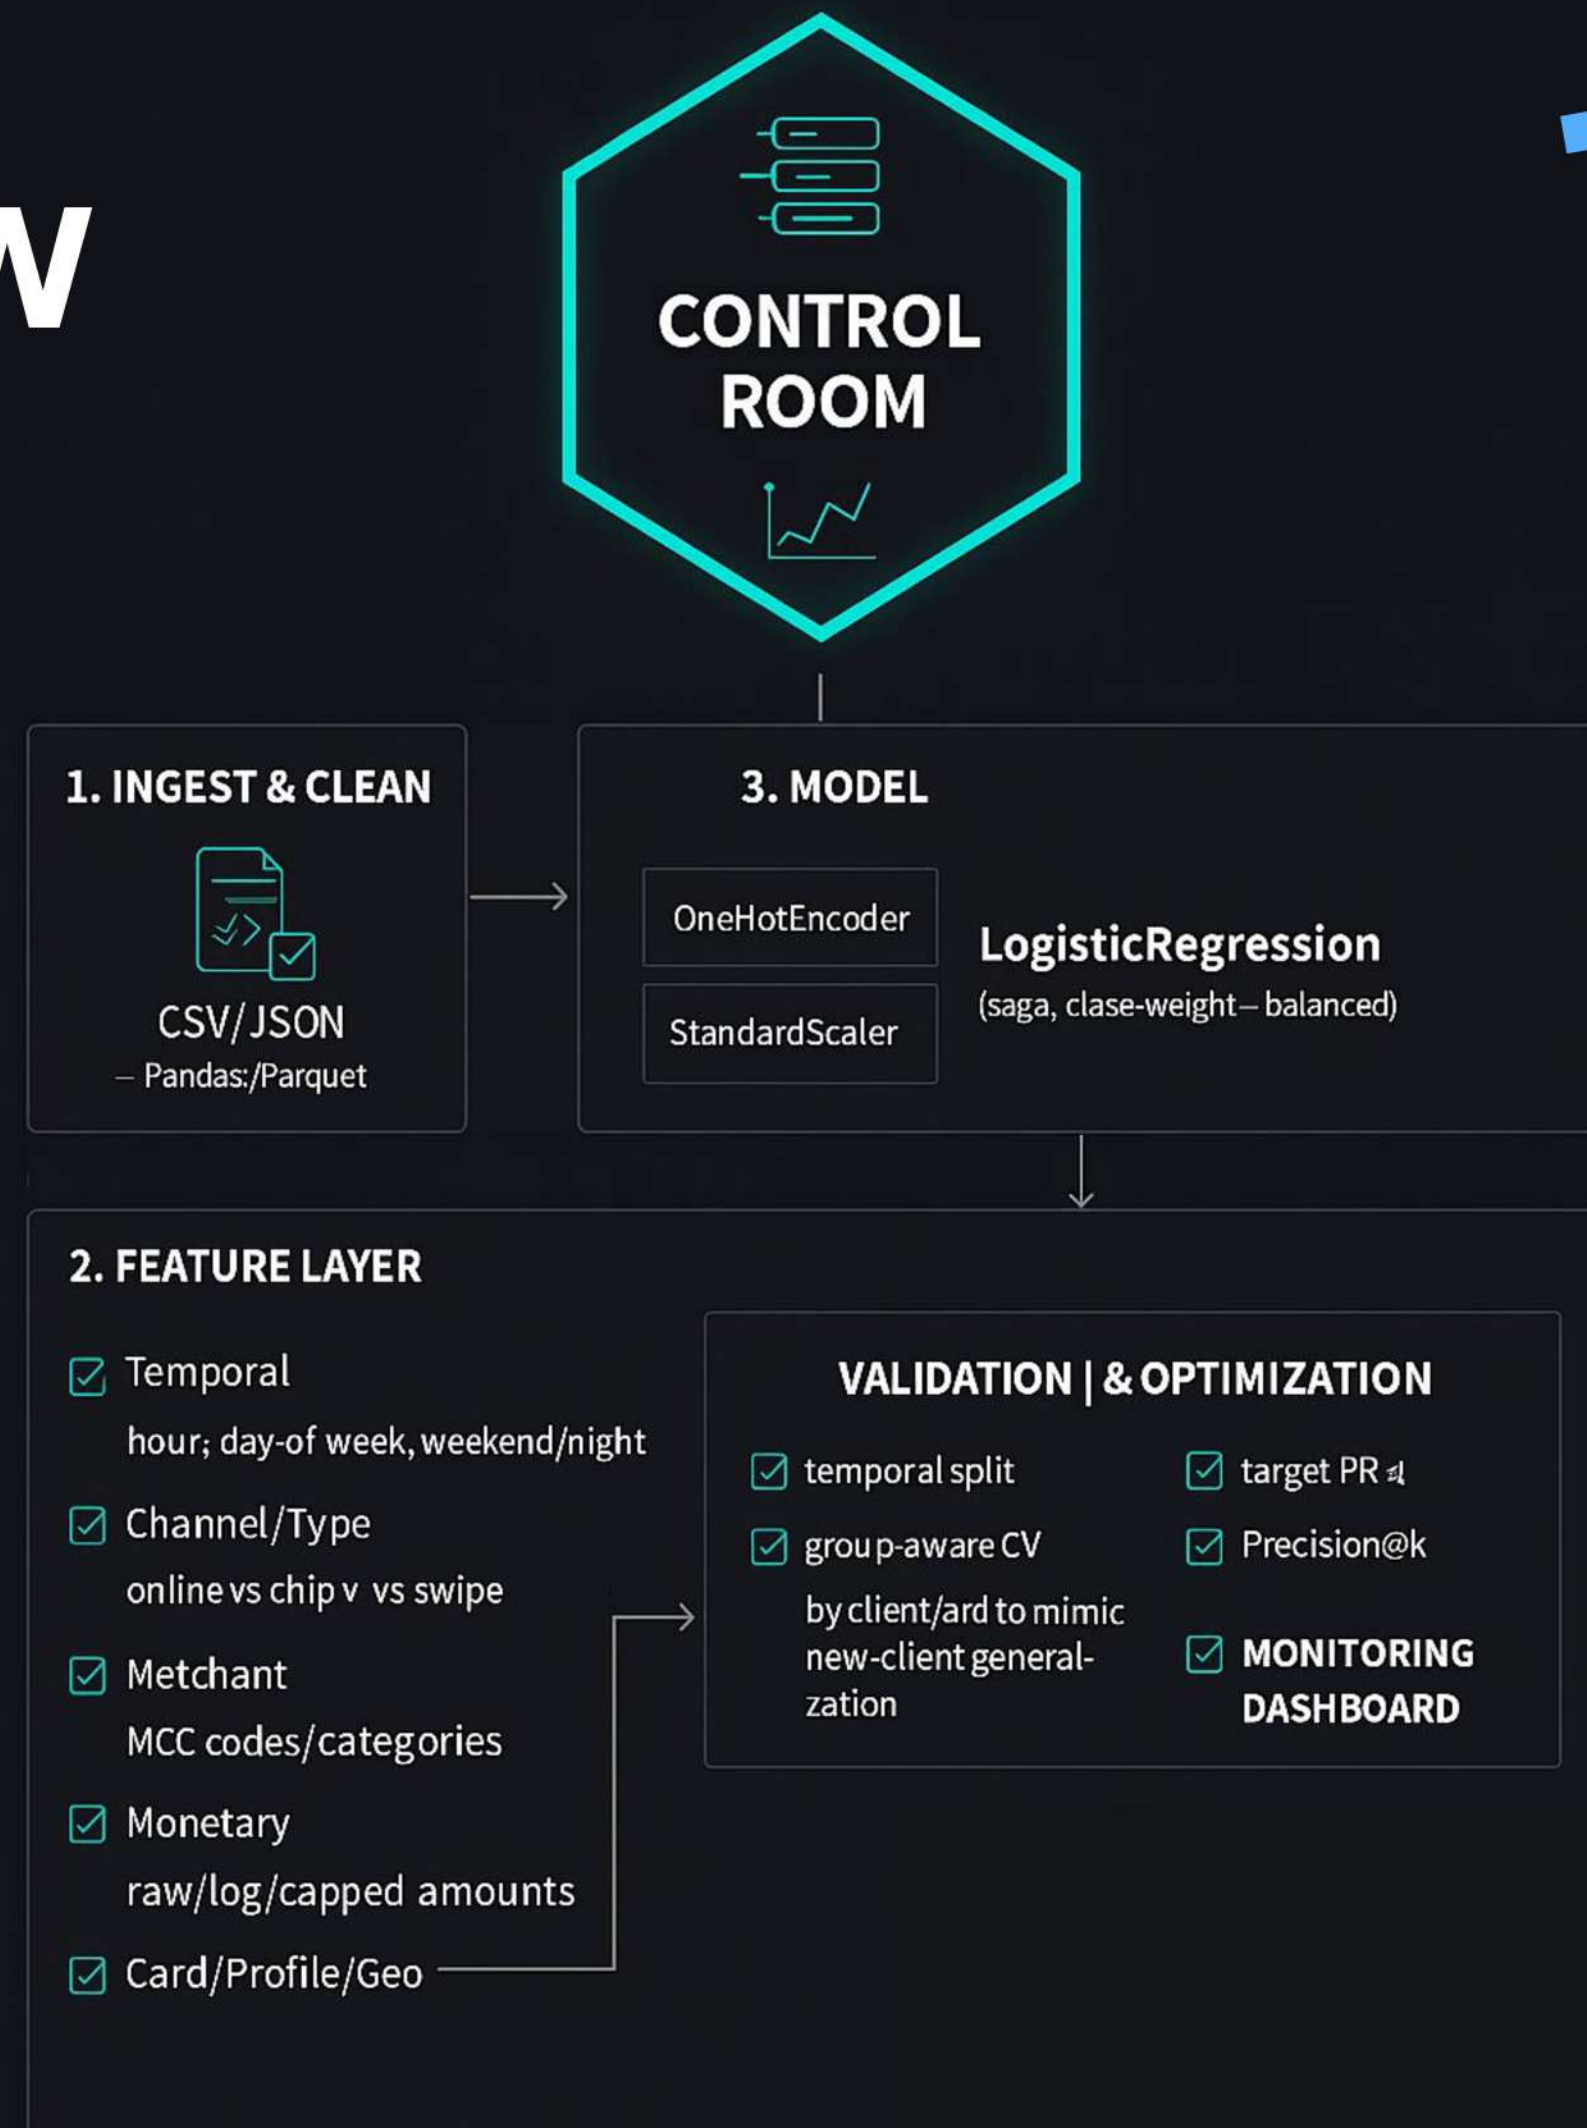 W
CONTROL
ROOM
1. INGEST & CLEAN
CSV/JSON
– Pandas:/Parquet
3. MODEL
OneHotEncoder
StandardScaler
LogisticRegression
(saga, clase-weight– balanced)
2. FEATURE LAYER
Temporal
hour; day-of week, weekend/night
Channel/Type
online vs chip v vs swipe
Metchant
MCC codes/categories
Monetary
raw/log/capped amounts
Card/Profile/Geo
VALIDATION | & OPTIMIZATION
temporal split
group-aware CV
by client/ard to mimic
new-client general-
zation
target PR
Precision@k
MONITORING
DASHBOARD